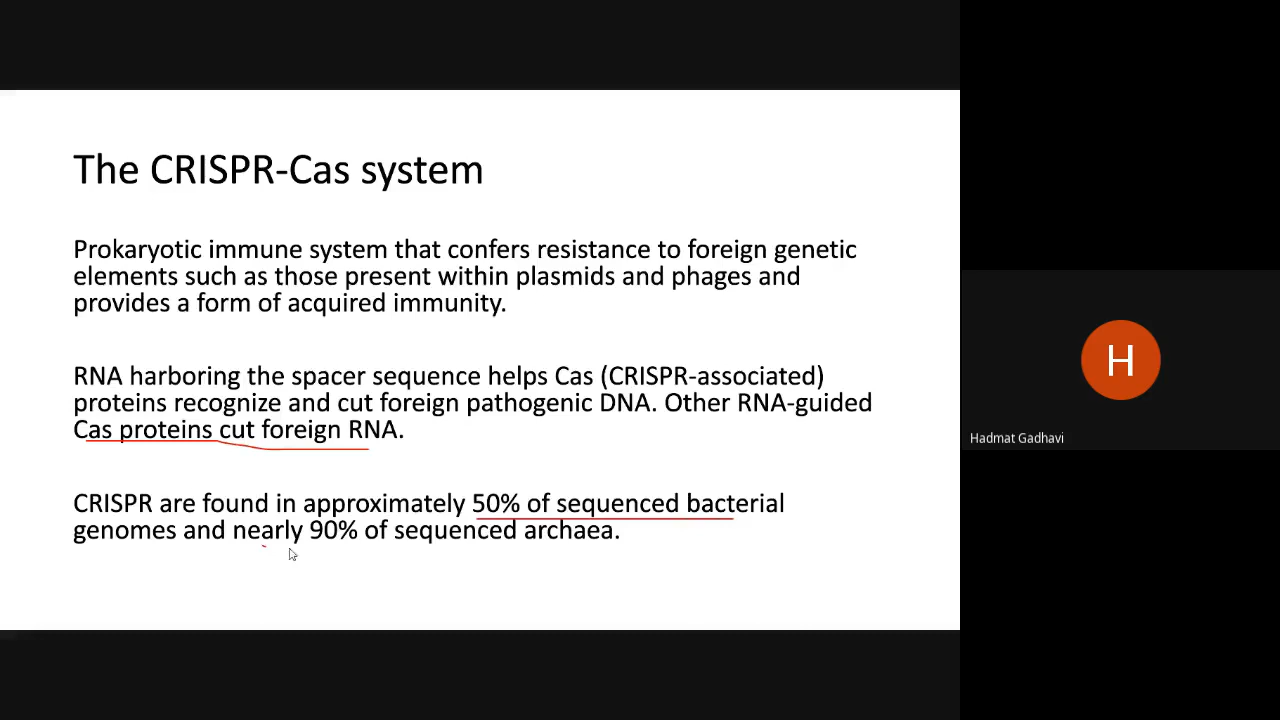 The CRISPR-Cas system
Prokaryotic immune system that confers resistance to foreign genetic
elements such as those present within plasmids and phages and
provides a form of acquired immunity.
RNA harboring the spacer sequence helps Cas (CRISPR-associated)
proteins recognize and cut foreign pathogenic DNA. Other RNA-guided
Cas proteins cut foreign RNA.
CRISPR are found in approximately 50% of sequenced bacterial
genomes and nearly 90% of sequenced archaea.
H
Hadmat Gadhavi